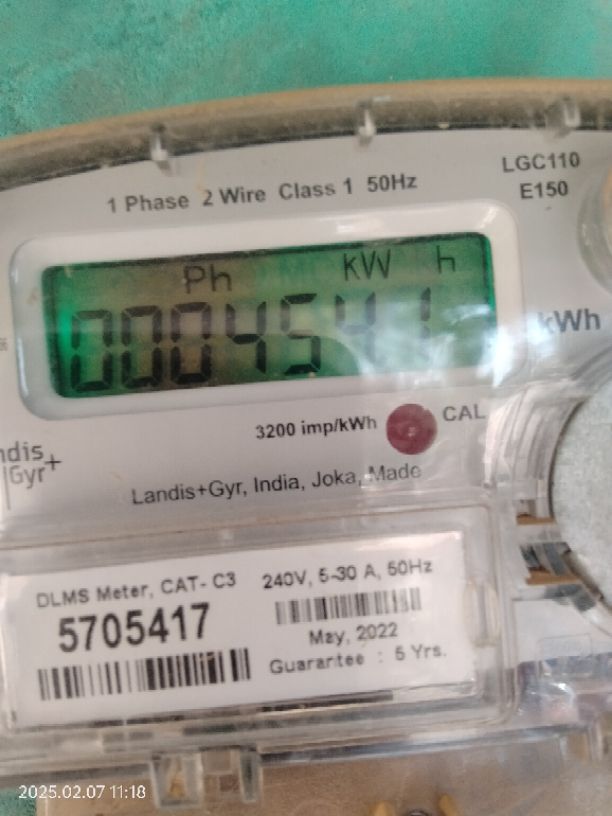 LGC110
E150
1 Phase 2 Wire Class 1 50Hz
Ph kW h
0004541
kWh
3200 imp/kWh CAL
ndis
Gyr+
Landis+Gyr, India, Joka, Made
DLMS Meter, CAT- C3 240V, 5-30 A, 50Hz
5705417
May, 2022
Guarantee : 5 Yrs.
2025.02.07 11:18